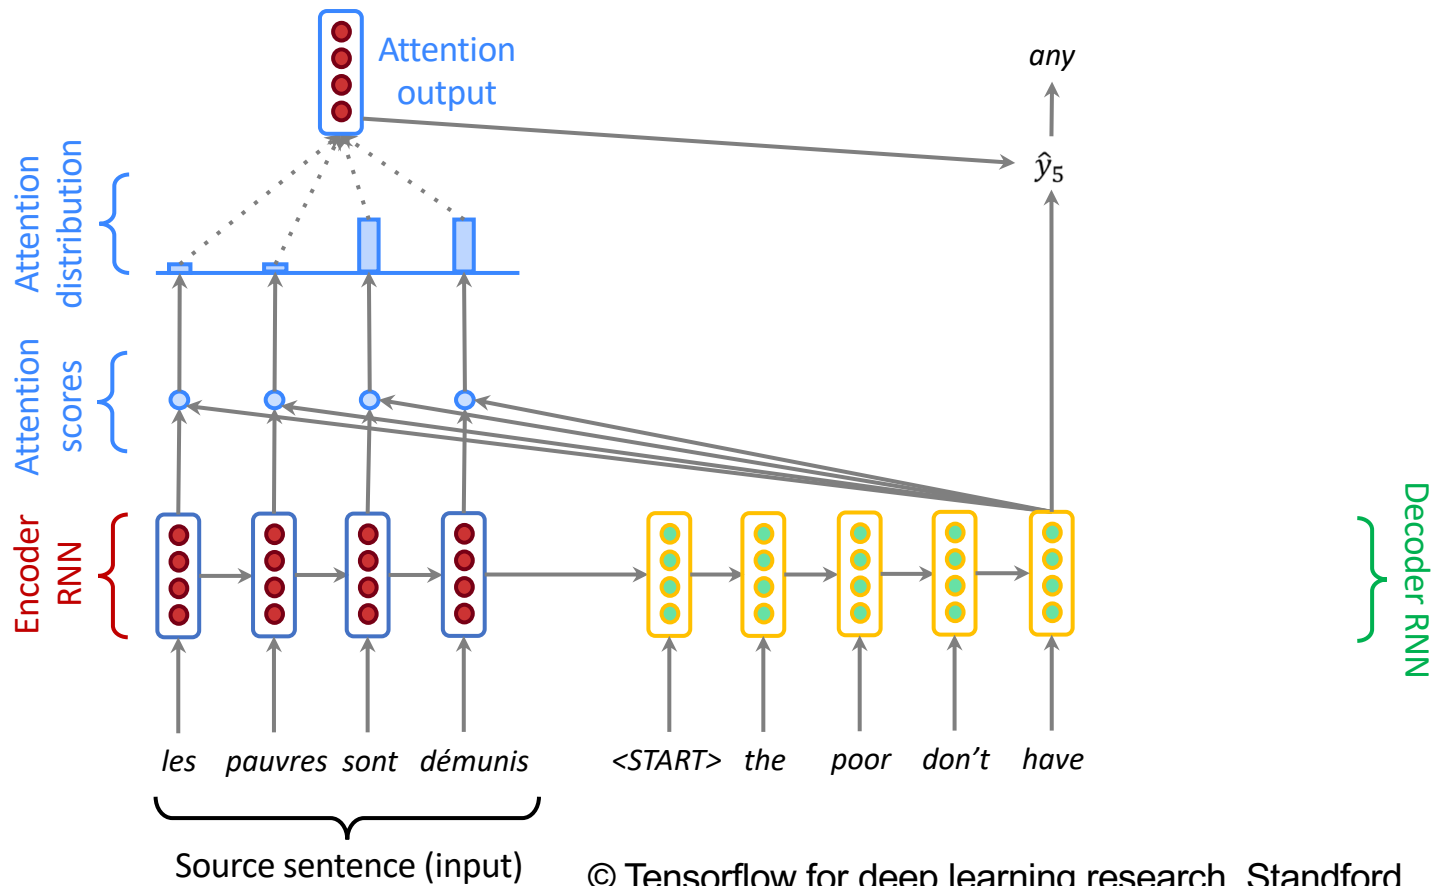 Attention
output
any
ŷ₅
Attention
distribution
Attention
scores
Encoder
RNN
Decoder RNN
les pauvres sont démunis <START> the poor don't have
Source sentence (input)
© Tensorflow for deep learning research. Standford